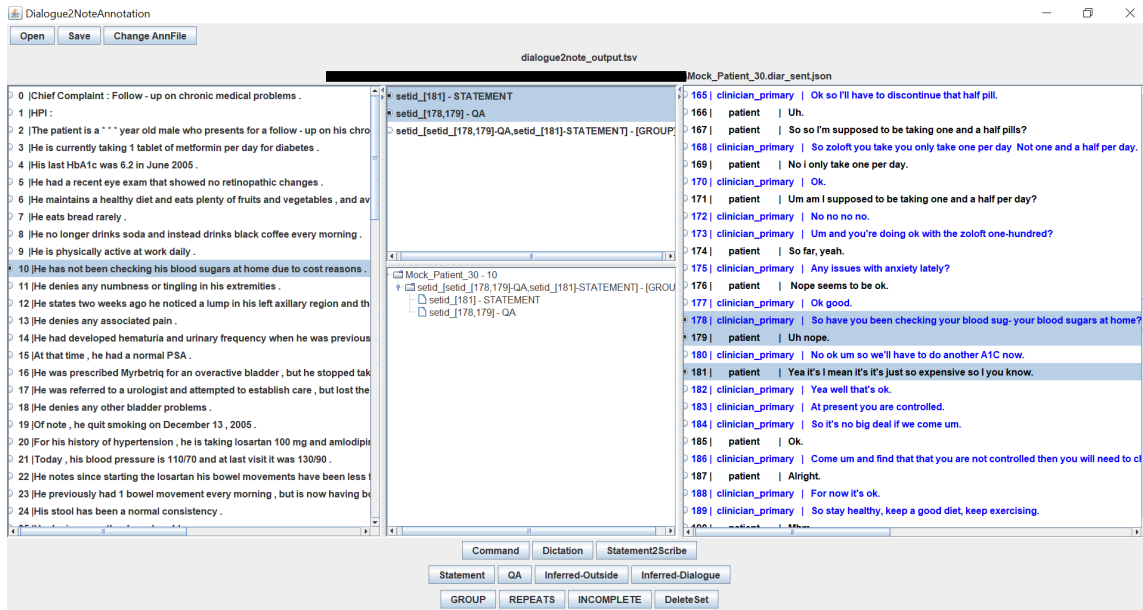 Dialogue2NoteAnnotation
Open Save Change AnnFile
dialogue2note_output.tsv
Mock_Patient_30.diar_sent.json
0 |Chief Complaint : Follow - up on chronic medical problems .
1 |HPI :
2 |The patient is a * * * year old male who presents for a follow - up on his chro
3 |He is currently taking 1 tablet of metformin per day for diabetes .
4 |His last HbA1c was 6.2 in June 2005 .
5 |He had a recent eye exam that showed no retinopathic changes .
6 |He maintains a healthy diet and eats plenty of fruits and vegetables , and av
7 |He eats bread rarely .
8 |He no longer drinks soda and instead drinks black coffee every morning .
9 |He is physically active at work daily .
10 |He has not been checking his blood sugars at home due to cost reasons .
11 |He denies any numbness or tingling in his extremities .
12 |He states two weeks ago he noticed a lump in his left axillary region and th
13 |He denies any associated pain .
14 |He had developed hematuria and urinary frequency when he was previous
15 |At that time , he had a normal PSA .
16 |He was prescribed Myrbetriq for an overactive bladder , but he stopped tak
17 |He was referred to a urologist and attempted to establish care , but lost the
18 |He denies any other bladder problems .
19 |Of note , he quit smoking on December 13 , 2005 .
20 |For his history of hypertension , he is taking losartan 100 mg and amlodipi
21 |Today , his blood pressure is 110/70 and at last visit it was 130/90 .
22 |He notes since starting the losartan his bowel movements have been less f
23 |He previously had 1 bowel movement every morning , but is now having bo
24 |His stool has been a normal consistency .
setid_[181] - STATEMENT
setid_[178,179] - QA
setid_[setid_[178,179]-QA,setid_[181]-STATEMENT] - [GROUP]
Mock_Patient_30 - 10
setid_[setid_[178,179]-QA,setid_[181]-STATEMENT] - [GROU
setid_[181] - STATEMENT
setid_[178,179] - QA
165 | clinician_primary | Ok so I'll have to discontinue that half pill.
166 | patient | Uh.
167 | patient | So so I'm supposed to be taking one and a half pills?
168 | clinician_primary | So zoloft you take you only take one per day Not one and a half per day.
169 | patient | No i only take one per day.
170 | clinician_primary | Ok.
171 | patient | Um am I supposed to be taking one and a half per day?
172 | clinician_primary | No no no no.
173 | clinician_primary | Um and you're doing ok with the zoloft one-hundred?
174 | patient | So far, yeah.
175 | clinician_primary | Any issues with anxiety lately?
176 | patient | Nope seems to be ok.
177 | clinician_primary | Ok good.
178 | clinician_primary | So have you been checking your blood sug- your blood sugars at home?
179 | patient | Uh nope.
180 | clinician_primary | No ok um so we'll have to do another A1C now.
181 | patient | Yea it's I mean it's it's just so expensive so I you know.
182 | clinician_primary | Yea well that's ok.
183 | clinician_primary | At present you are controlled.
184 | clinician_primary | So it's no big deal if we come um.
185 | patient | Ok.
186 | clinician_primary | Come um and find that that you are not controlled then you will need to ch
187 | patient | Alright.
188 | clinician_primary | For now it's ok.
189 | clinician_primary | So stay healthy, keep a good diet, keep exercising.
190 | patient | Mhm
Command Dictation Statement2Scribe
Statement QA Inferred-Outside Inferred-Dialogue
GROUP REPEATS INCOMPLETE DeleteSet